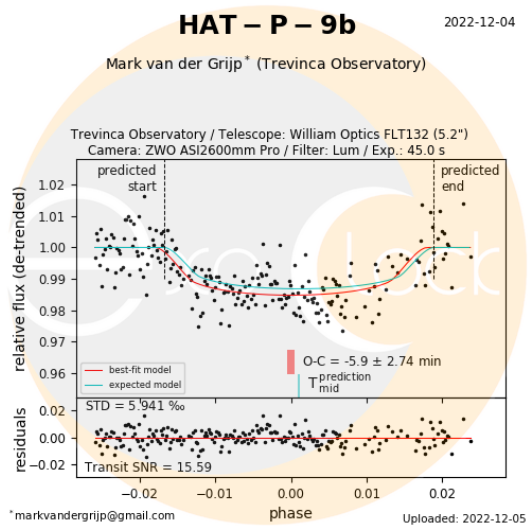 HAT – P – 9b
2022-12-04
Mark van der Grijp* (Trevinca Observatory)
Trevinca Observatory / Telescope: William Optics FLT132 (5.2")
Camera: ZWO ASI2600mm Pro / Filter: Lum / Exp.: 45.0 s
predicted start
predicted end
relative flux (de-trended)
1.02
1.01
1.00
0.99
0.98
0.97
0.96
best-fit model
expected model
O-C = -5.9 ± 2.74 min
T prediction mid
residuals
0.02
0.00
−0.02
STD = 5.941 ‰
Transit SNR = 15.59
−0.02 −0.01 0.00 0.01 0.02
phase
*markvandergrijp@gmail.com
Uploaded: 2022-12-05
exo clock